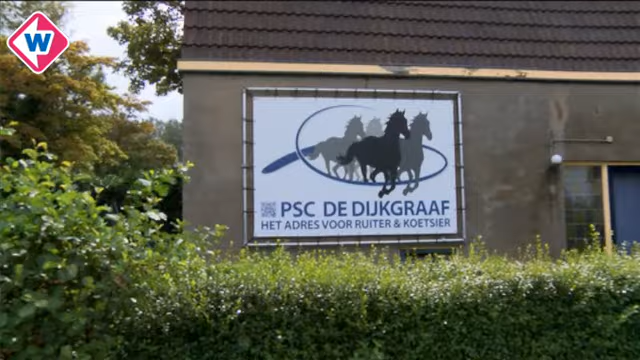 W
PSC DE DIJKGRAAF
HET ADRES VOOR RUITER & KOETSIER